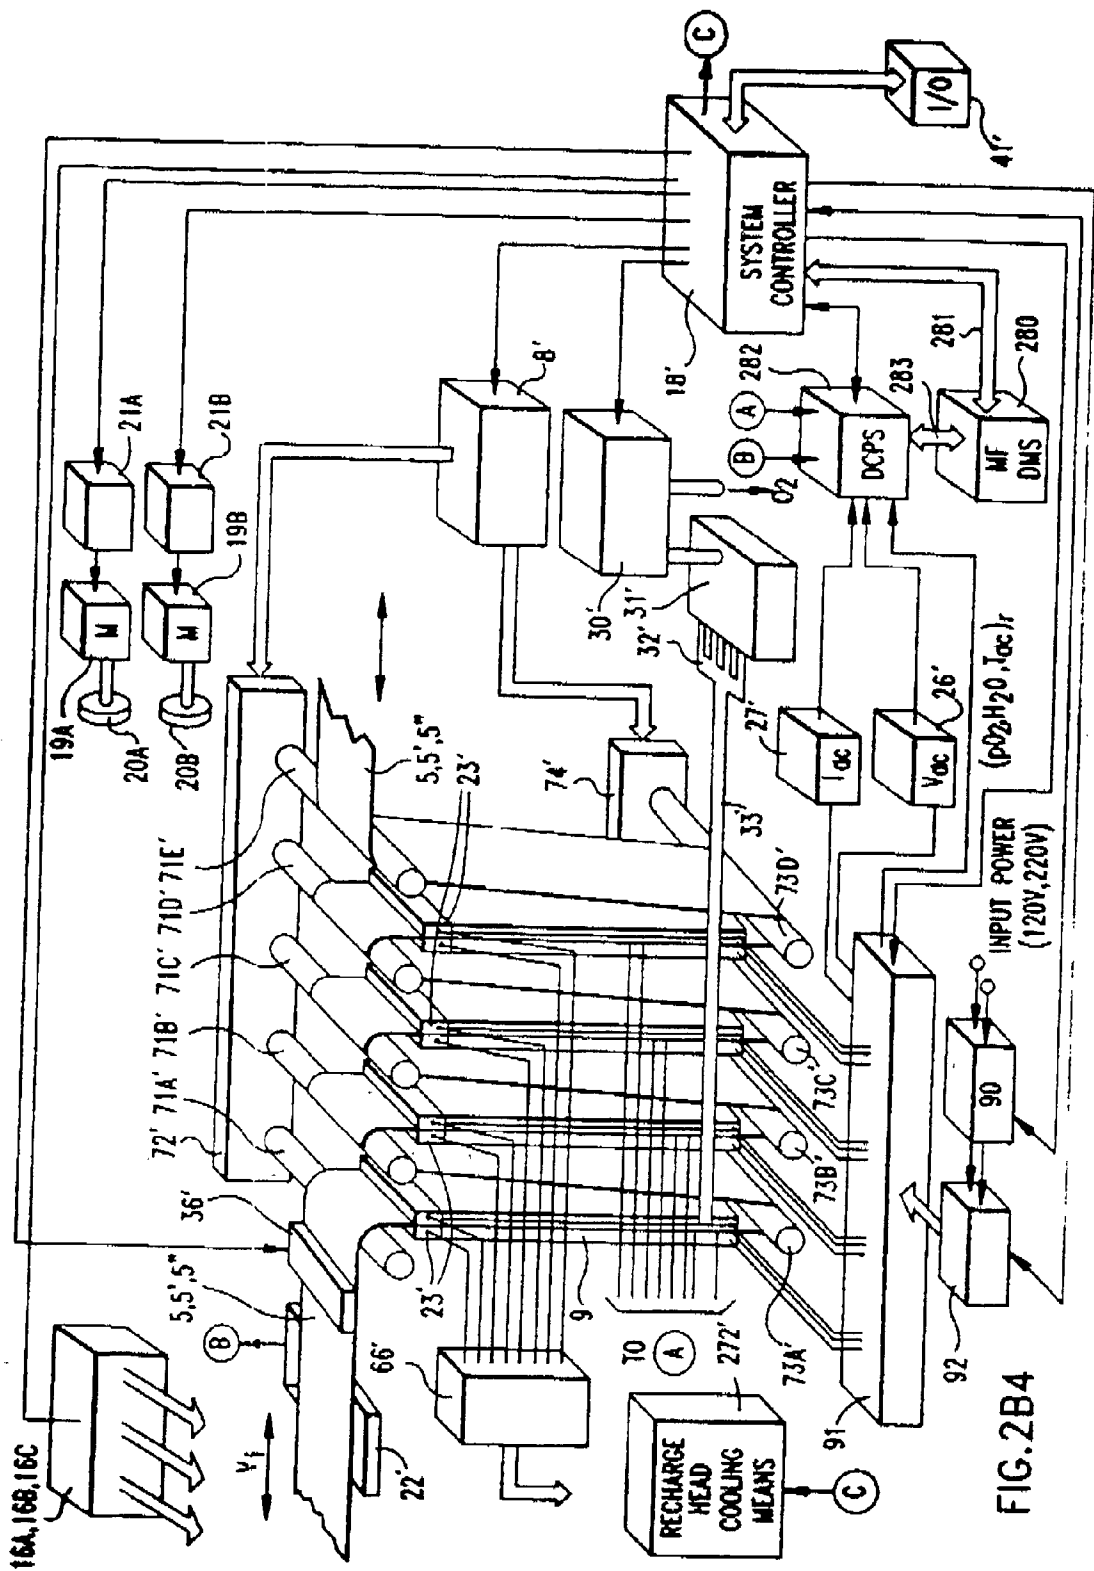 16A,16B,16C
Vf
22'
B
5,5',5"
36'
72'
71A'
71B'
71C'
71D'
71E'
5,5',5"
23'
19A
M
20A
21A
19B
M
20B
21B
8'
C
SYSTEM
CONTROLLER
18'
I/O
41'
66'
23'
9
TO
A
74'
33'
30'
31'
32'
O2
B
A
282
DCPS
283
281
MF
DMS
280
27'
Iac
26'
Vac
(pO2,H2O,Tac)r
INPUT POWER
(120V,220V)
73A'
73B'
73C'
73D'
91
92
90
272'
RECHARGE
HEAD
COOLING
MEANS
C
FIG.2B4